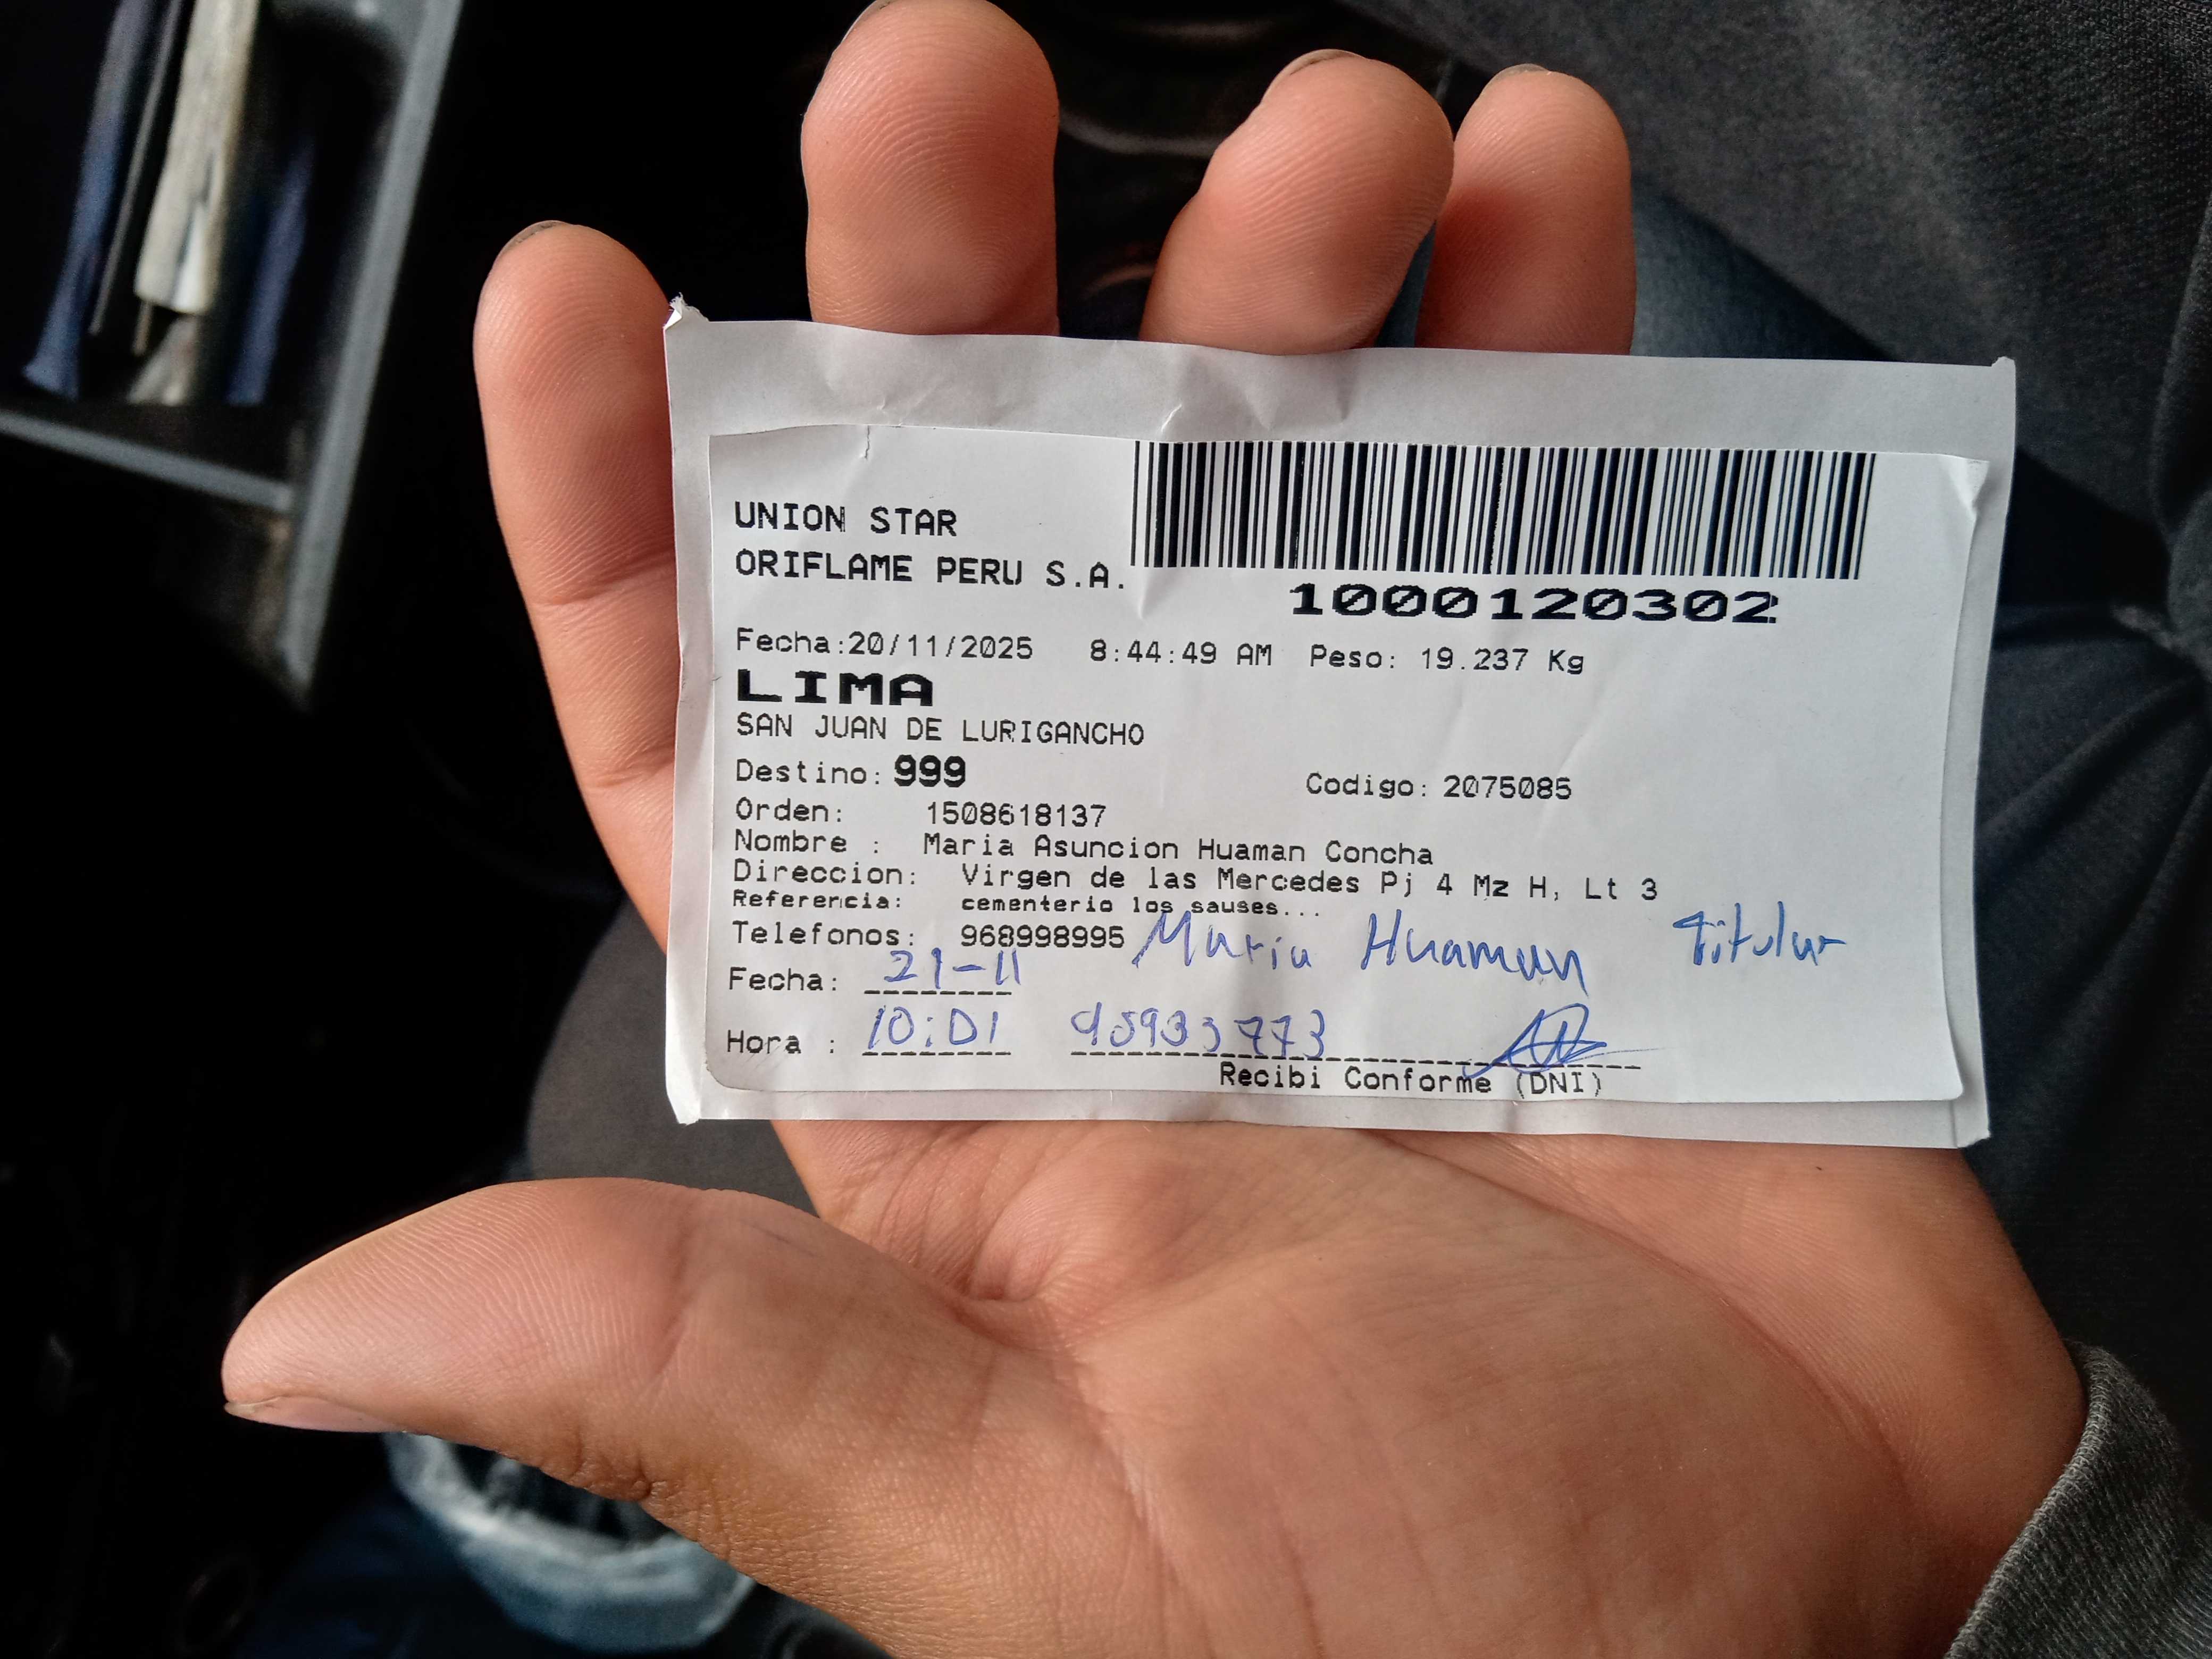 UNION STAR
ORIFLAME PERU S.A.
1000120302
Fecha:20/11/2025 8:44:49 AM Peso: 19.237 Kg
LIMA
SAN JUAN DE LURIGANCHO
Destino: 999 Codigo: 2075085
Orden: 1508618137
Nombre : Maria Asuncion Huaman Concha
Direccion: Virgen de las Mercedes Pj 4 Mz H, Lt 3
Referencia: cementerio los sauses...
Telefonos: 968998995 Maria Huaman titular
Fecha: 21-11
Hora : 10:01 45933773
Recibi Conforme (DNI)